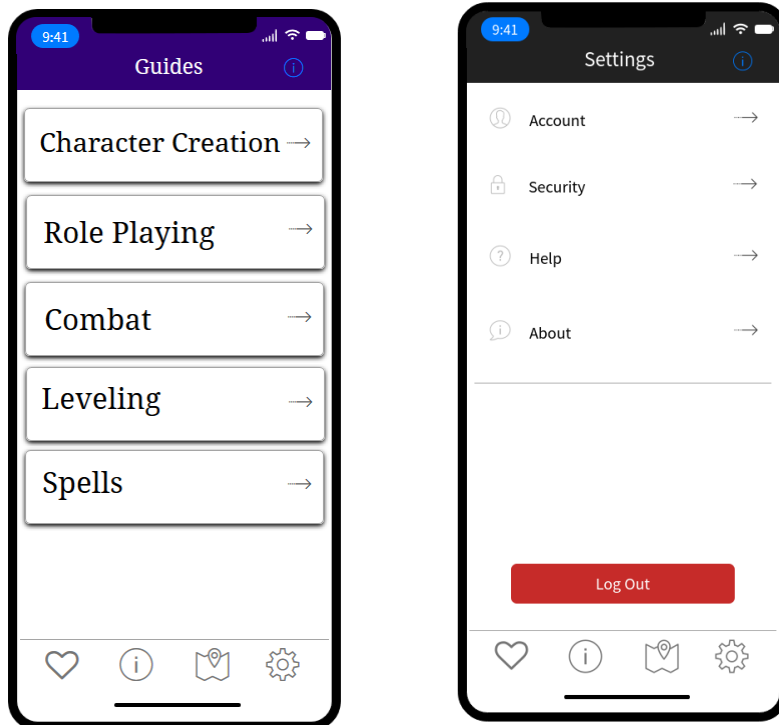 9:41
Guides
Character Creation
Role Playing
Combat
Leveling
Spells
9:41
Settings
Account
Security
Help
About
Log Out